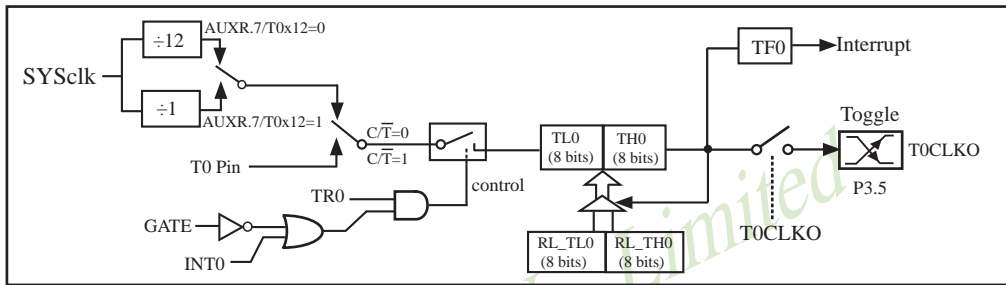 AUXR.7/T0x12=0
÷12
SYSclk
÷1
AUXR.7/T0x12=1
C/T̅=0
C/T̅=1
T0 Pin
TR0
control
GATE
INT0
TL0
(8 bits)
TH0
(8 bits)
RL_TL0
(8 bits)
RL_TH0
(8 bits)
TF0
Interrupt
Toggle
T0CLKO
P3.5
T0CLKO
Limited